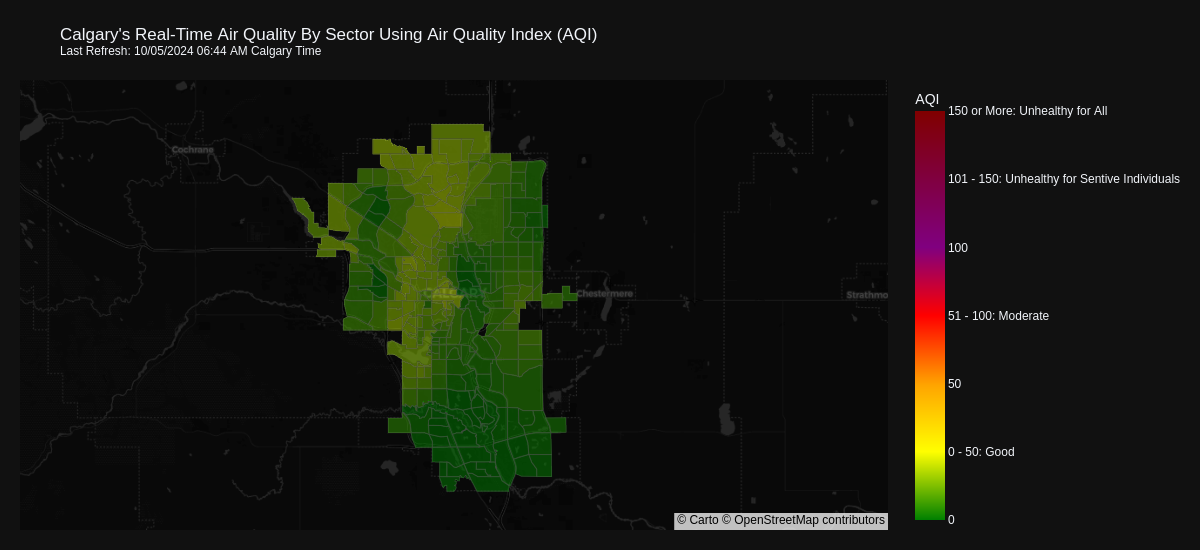 Calgary's Real-Time Air Quality By Sector Using Air Quality Index (AQI)
Last Refresh: 10/05/2024 06:44 AM Calgary Time
AQI
150 or More: Unhealthy for All
101 - 150: Unhealthy for Sentive Individuals
100
51 - 100: Moderate
50
0 - 50: Good
0
Cochrane
CALGARY
Chestermere
Strathmo
© Carto © OpenStreetMap contributors